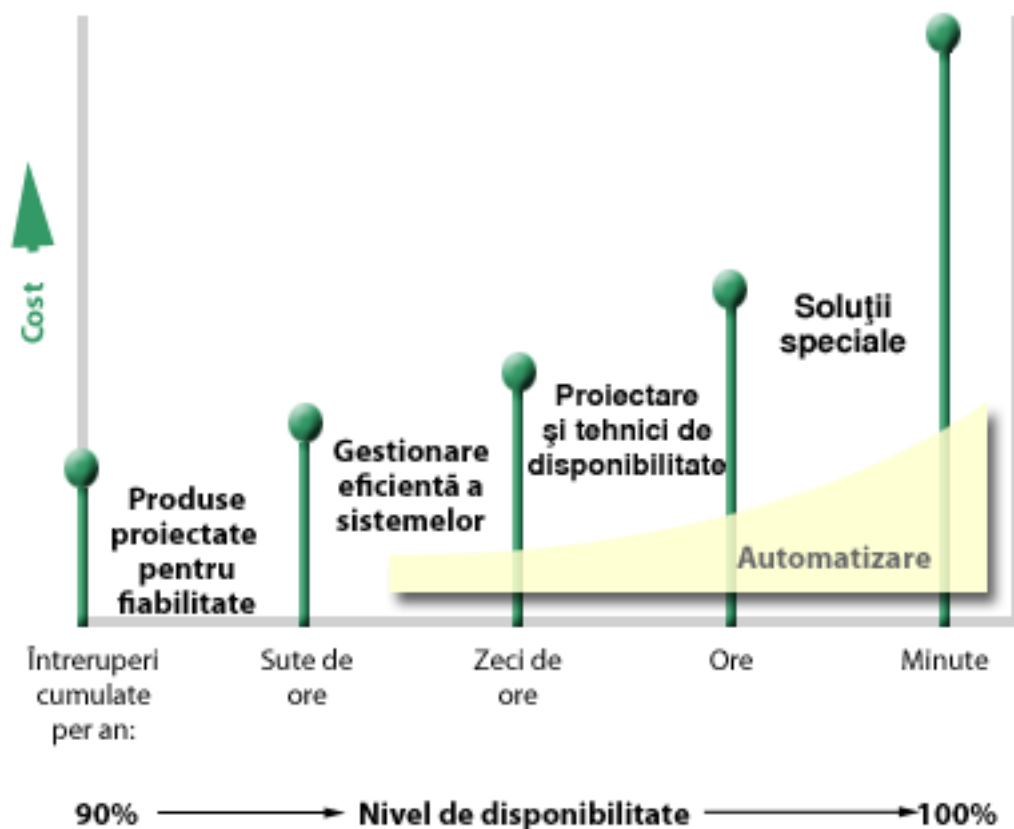 Cost
Soluţii
speciale
Proiectare
şi tehnici de
disponibilitate
Gestionare
eficientă a
sistemelor
Produse
proiectate
pentru
fiabilitate
Automatizare
Întreruperi
cumulate
per an:
Sute de
ore
Zeci de
ore
Ore
Minute
90% Nivel de disponibilitate 100%